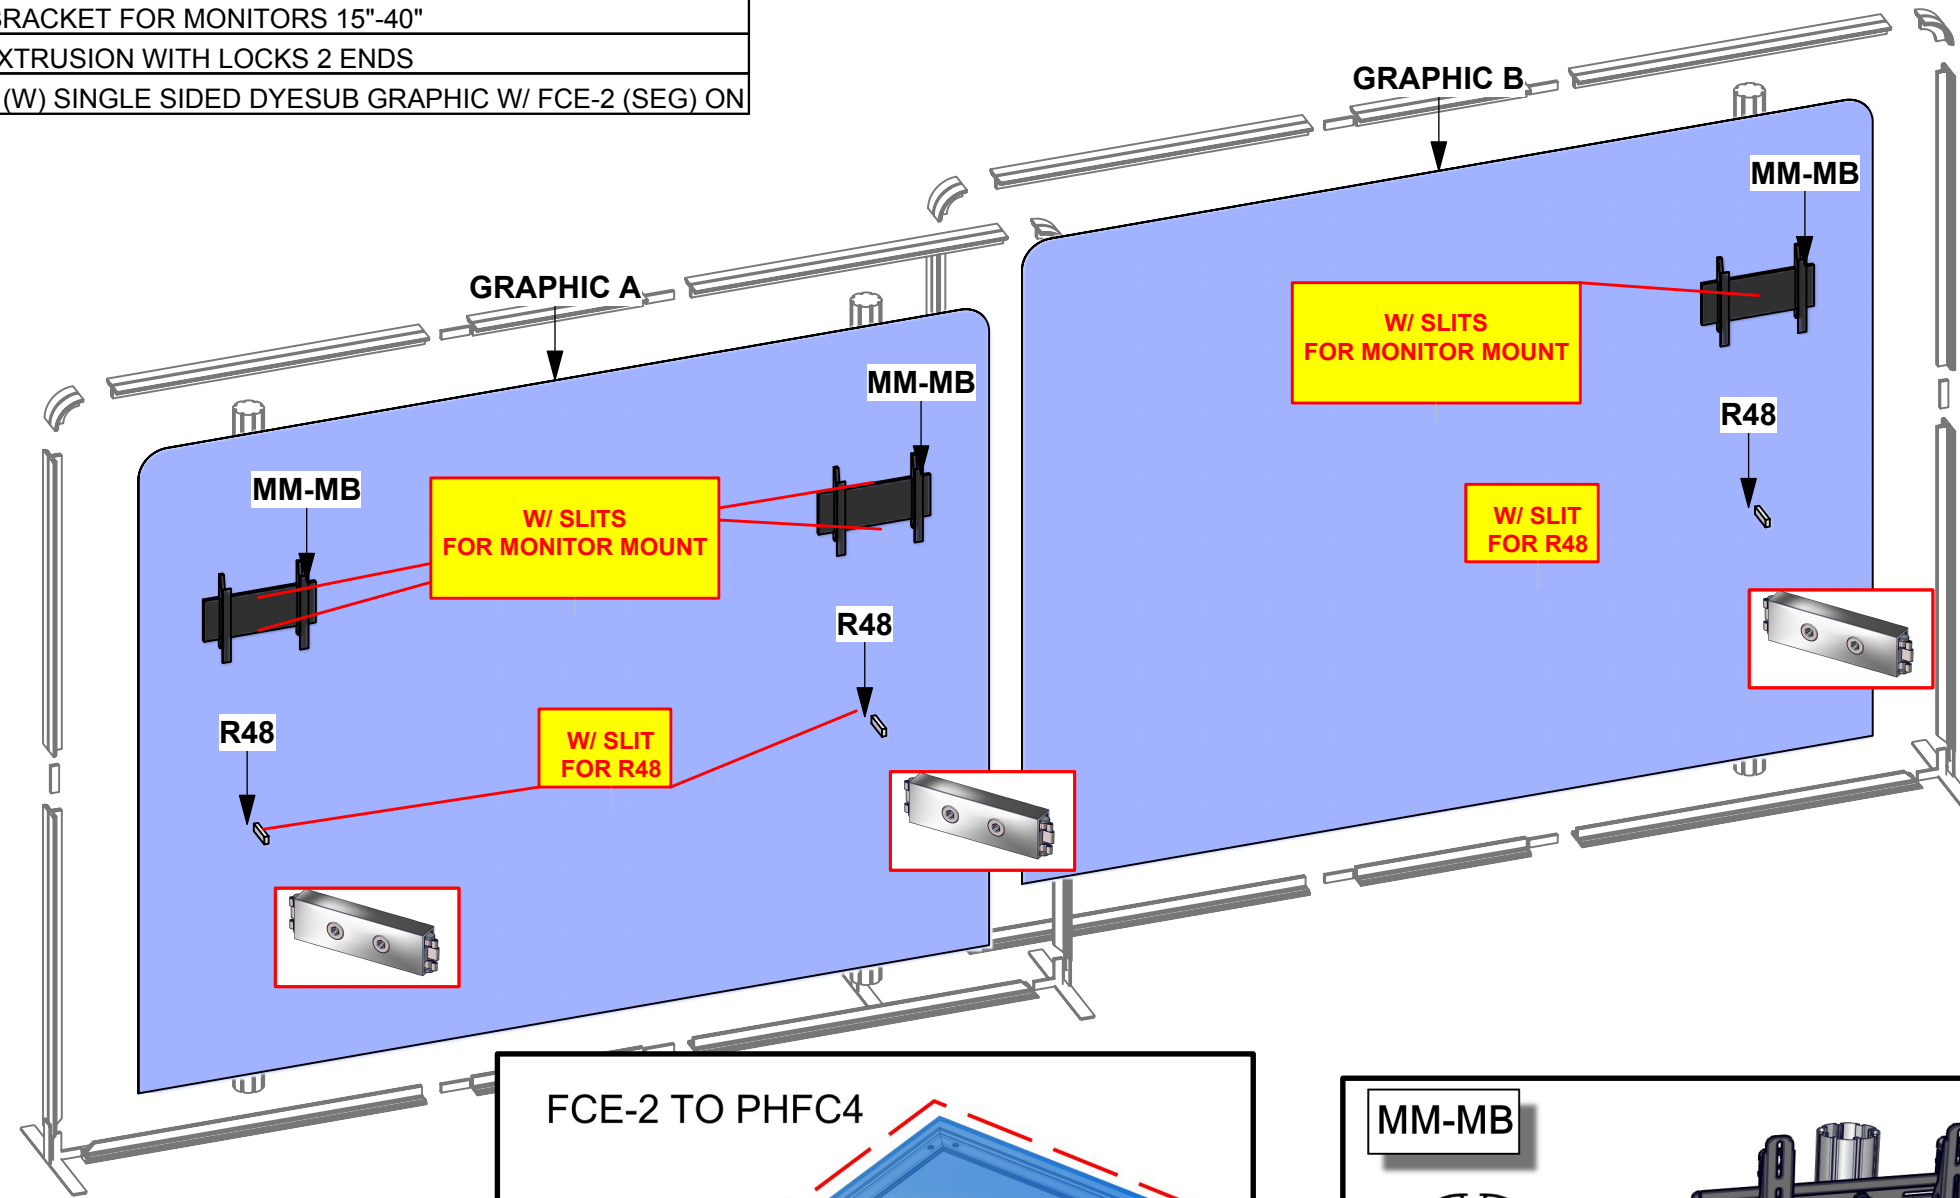 BRACKET FOR MONITORS 15"-40"
EXTRUSION WITH LOCKS 2 ENDS
(W) SINGLE SIDED DYESUB GRAPHIC W/ FCE-2 (SEG) ON
GRAPHIC B
MM-MB
W/ SLITS
FOR MONITOR MOUNT
R48
W/ SLIT
FOR R48
GRAPHIC A
MM-MB
MM-MB
W/ SLITS
FOR MONITOR MOUNT
R48
R48
W/ SLIT
FOR R48
FCE-2 TO PHFC4
MM-MB